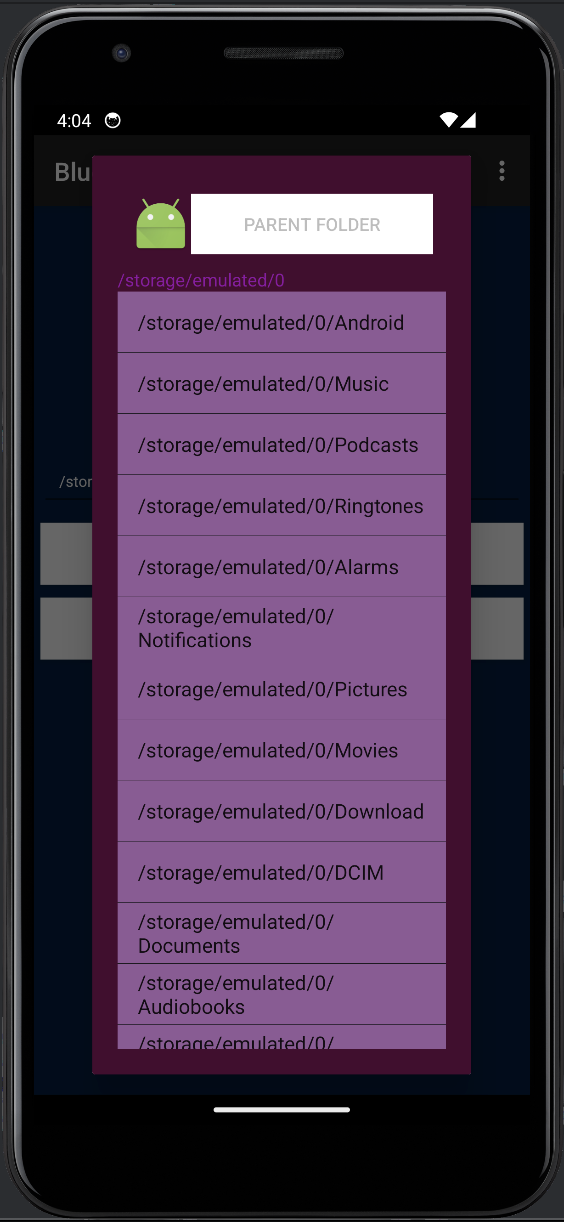 4:04
Blu
PARENT FOLDER
/storage/emulated/0
/storage/emulated/0/Android
/storage/emulated/0/Music
/storage/emulated/0/Podcasts
/storage/emulated/0/Ringtones
/storage/emulated/0/Alarms
/stor
/storage/emulated/0/
Notifications
/storage/emulated/0/Pictures
/storage/emulated/0/Movies
/storage/emulated/0/Download
/storage/emulated/0/DCIM
/storage/emulated/0/
Documents
/storage/emulated/0/
Audiobooks
/storage/emulated/0/